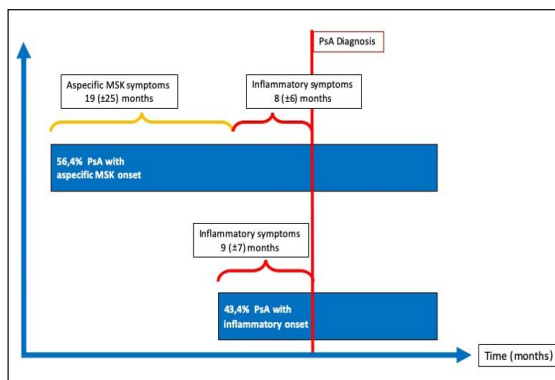 PsA Diagnosis
Aspecific MSK symptoms
19 (±25) months
Inflammatory symptoms
8 (±6) months
56,4% PsA with
aspecific MSK onset
Inflammatory symptoms
9 (±7) months
43,4% PsA with
inflammatory onset
Time (months)